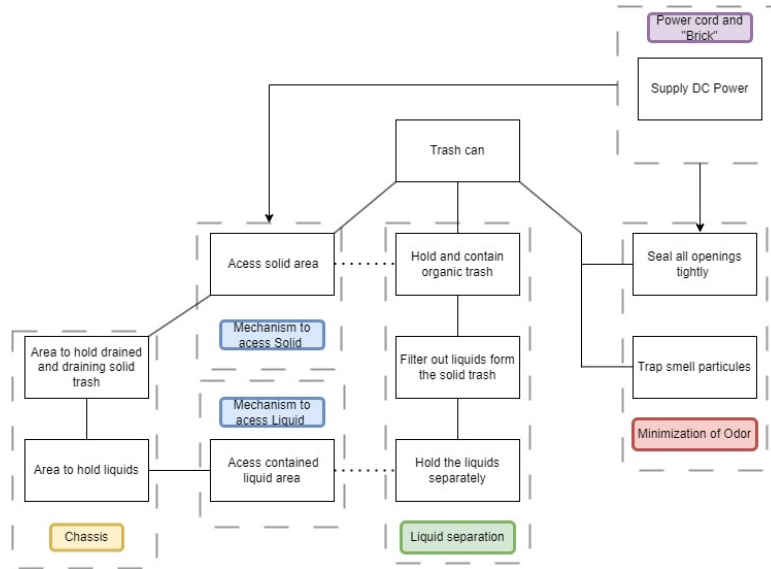 Power cord and
"Brick"
Supply DC Power
Trash can
Acess solid area
Hold and contain
organic trash
Seal all openings
tightly
Mechanism to
acess Solid
Area to hold drained
and draining solid
trash
Filter out liquids form
the solid trash
Trap smell particules
Mechanism to
acess Liquid
Minimization of Odor
Area to hold liquids
Acess contained
liquid area
Hold the liquids
separately
Chassis
Liquid separation